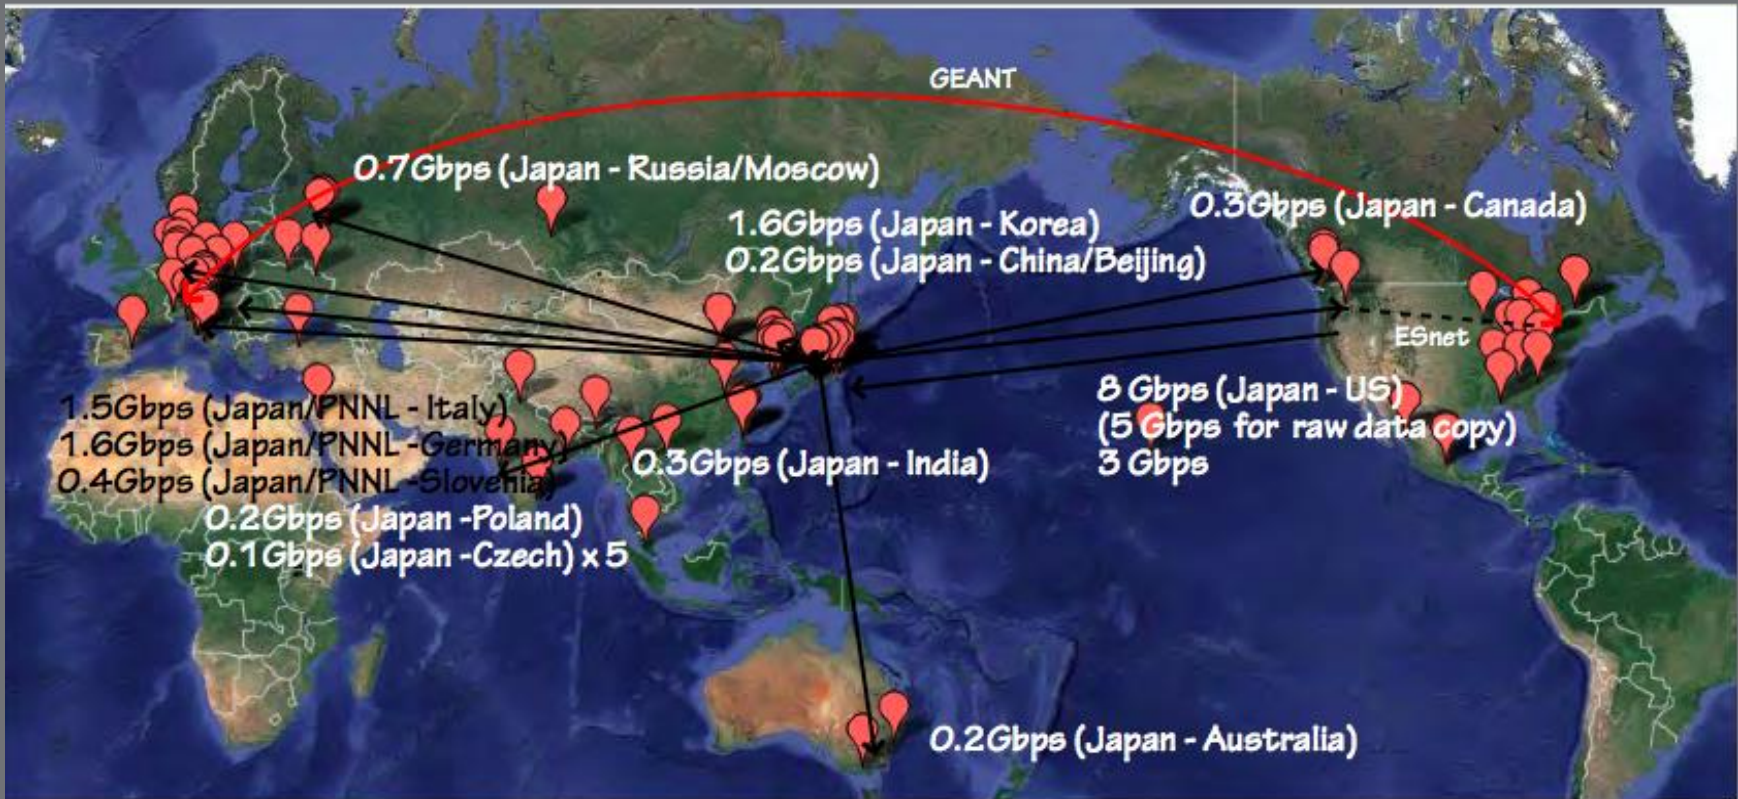 GEANT
0.7Gbps (Japan - Russia/Moscow)
1.6Gbps (Japan - Korea)
0.2Gbps (Japan - China/Beijing)
0.3Gbps (Japan - Canada)
ESnet
1.5Gbps (Japan/PNNL - Italy)
1.6Gbps (Japan/PNNL -Germany)
0.4Gbps (Japan/PNNL -Slovenia)
0.2Gbps (Japan -Poland)
0.1Gbps (Japan -Czech) x 5
0.3Gbps (Japan - India)
8 Gbps (Japan - US)
(5 Gbps for raw data copy)
3 Gbps
0.2Gbps (Japan - Australia)